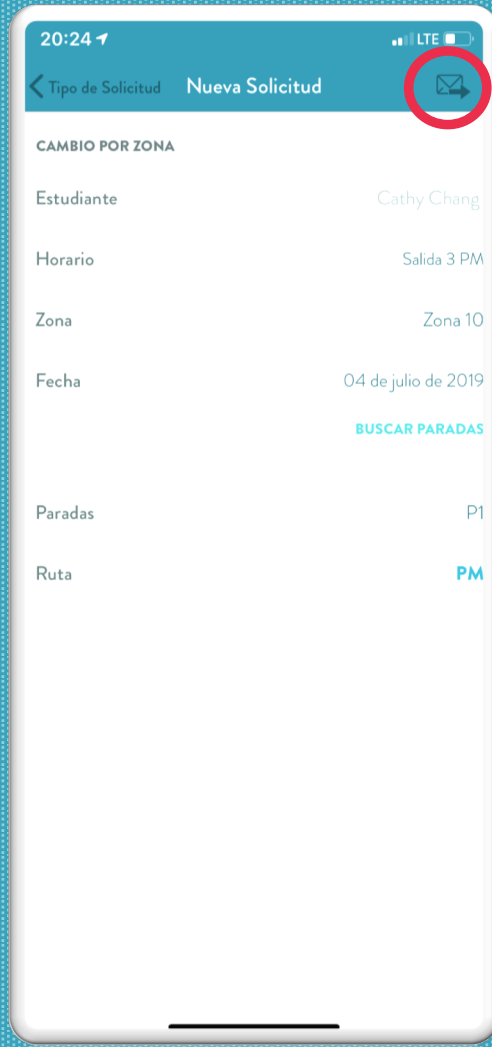 20:24 LTE
Tipo de Solicitud Nueva Solicitud
CAMBIO POR ZONA
Estudiante Cathy Chang
Horario Salida 3 PM
Zona Zona 10
Fecha 04 de julio de 2019
BUSCAR PARADAS
Paradas P1
Ruta PM